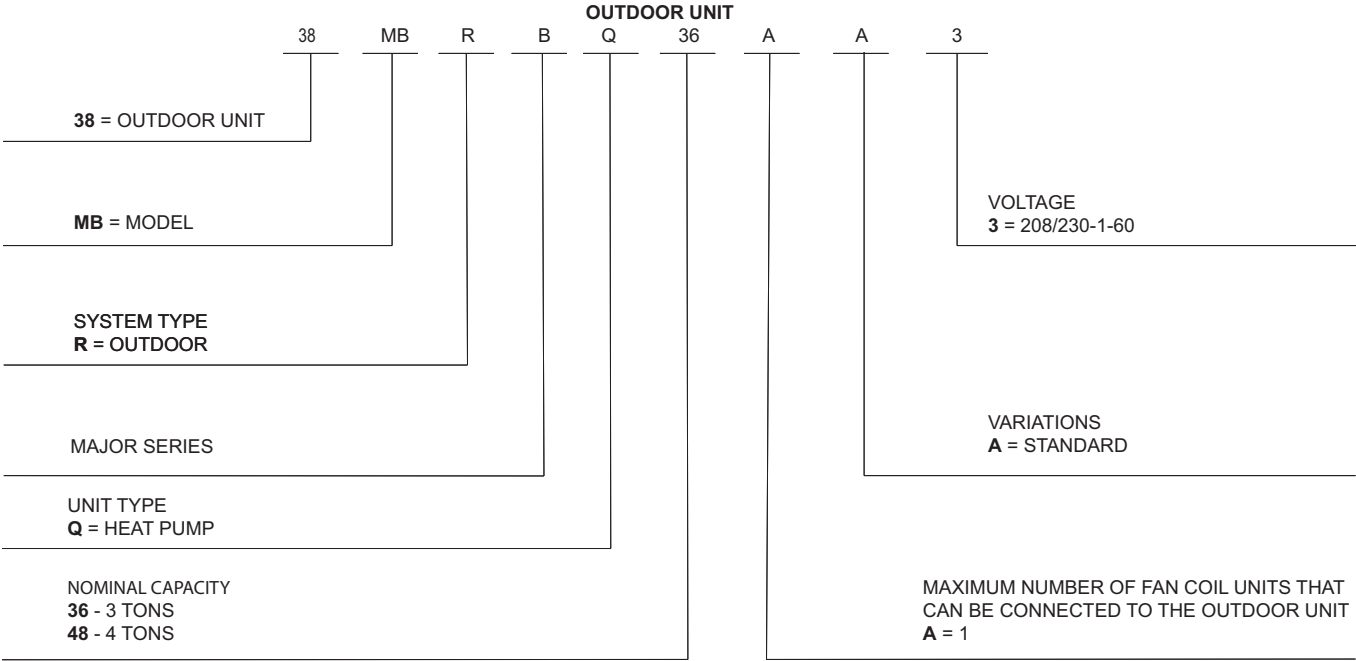 OUTDOOR UNIT
38 MB R B Q 36 A A 3
38 = OUTDOOR UNIT
MB = MODEL
SYSTEM TYPE
R = OUTDOOR
MAJOR SERIES
UNIT TYPE
Q = HEAT PUMP
NOMINAL CAPACITY
36 - 3 TONS
48 - 4 TONS
VOLTAGE
3 = 208/230-1-60
VARIATIONS
A = STANDARD
MAXIMUM NUMBER OF FAN COIL UNITS THAT
CAN BE CONNECTED TO THE OUTDOOR UNIT
A = 1